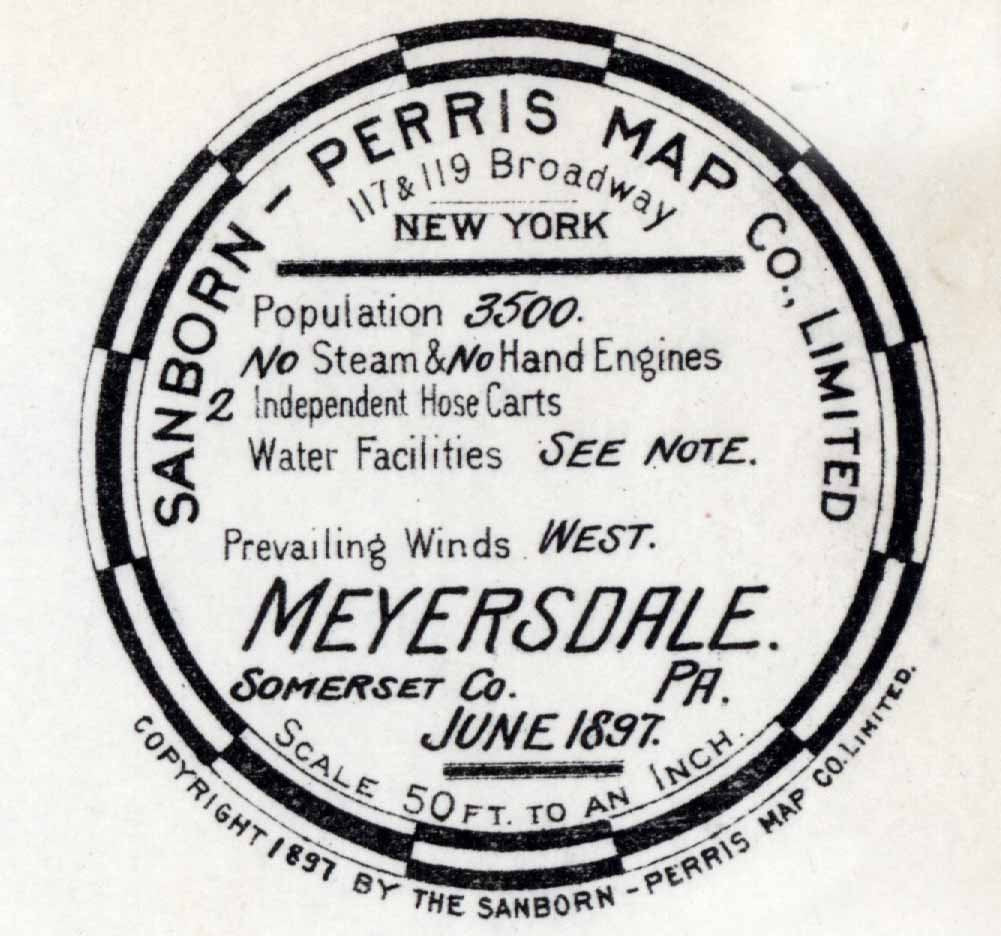 SANBORN - PERRIS MAP CO., LIMITED
117 & 119 Broadway
NEW YORK
Population 3500.
No Steam & No Hand Engines
2 Independent Hose Carts
Water Facilities SEE NOTE.
Prevailing Winds WEST.
MEYERSDALE.
SOMERSET Co. PA.
JUNE 1897.
SCALE 50 FT. TO AN INCH.
COPYRIGHT 1897 BY THE SANBORN - PERRIS MAP CO. LIMITED.